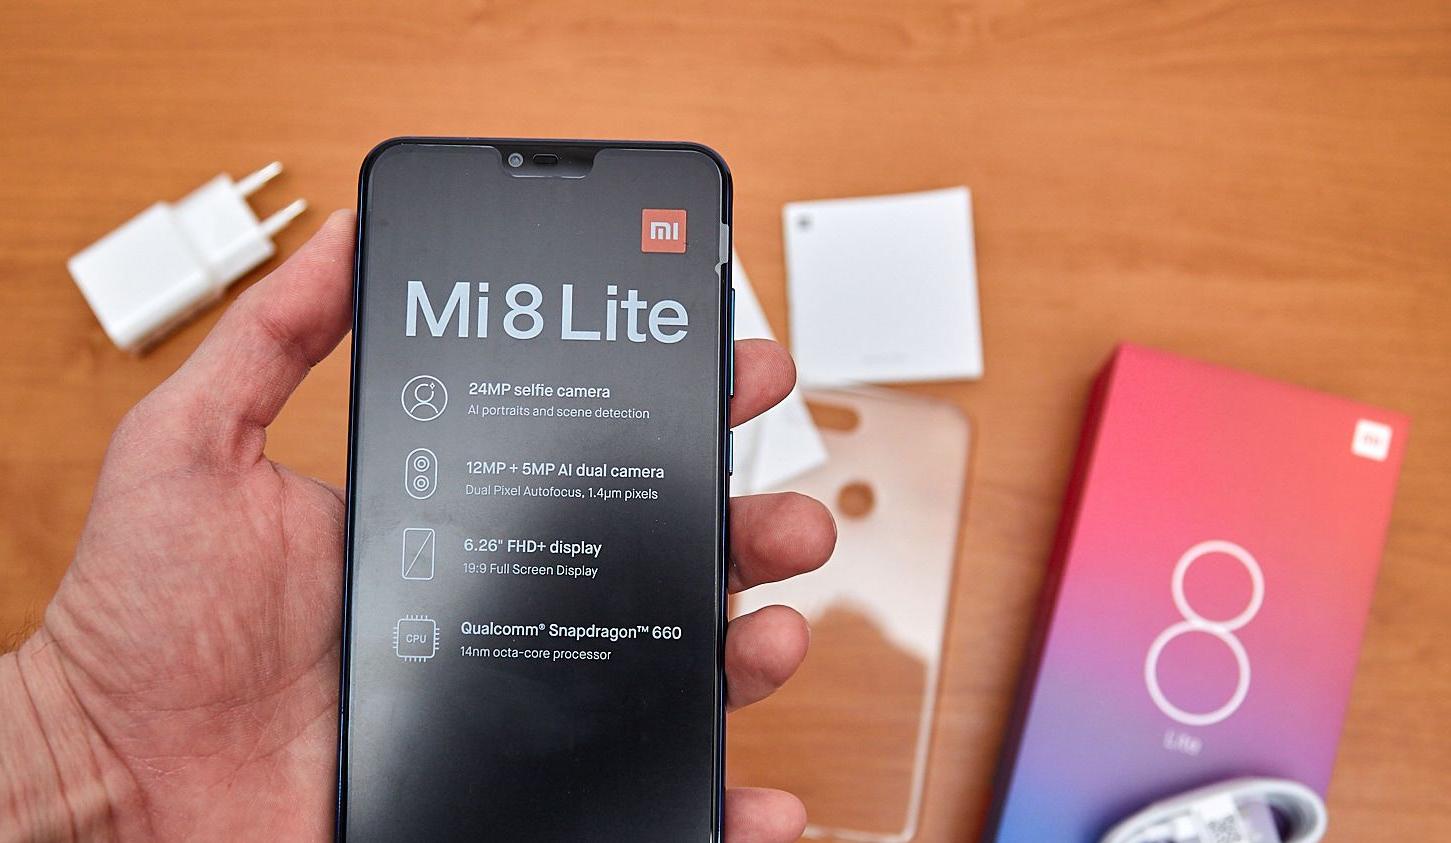 mi
Mi 8 Lite
24MP selfie camera
AI portraits and scene detection
12MP + 5MP AI dual camera
Dual Pixel Autofocus, 1.4µm pixels
6.26" FHD+ display
19:9 Full Screen Display
CPU
Qualcomm® Snapdragon™ 660
14nm octa-core processor
mi
8
Lite